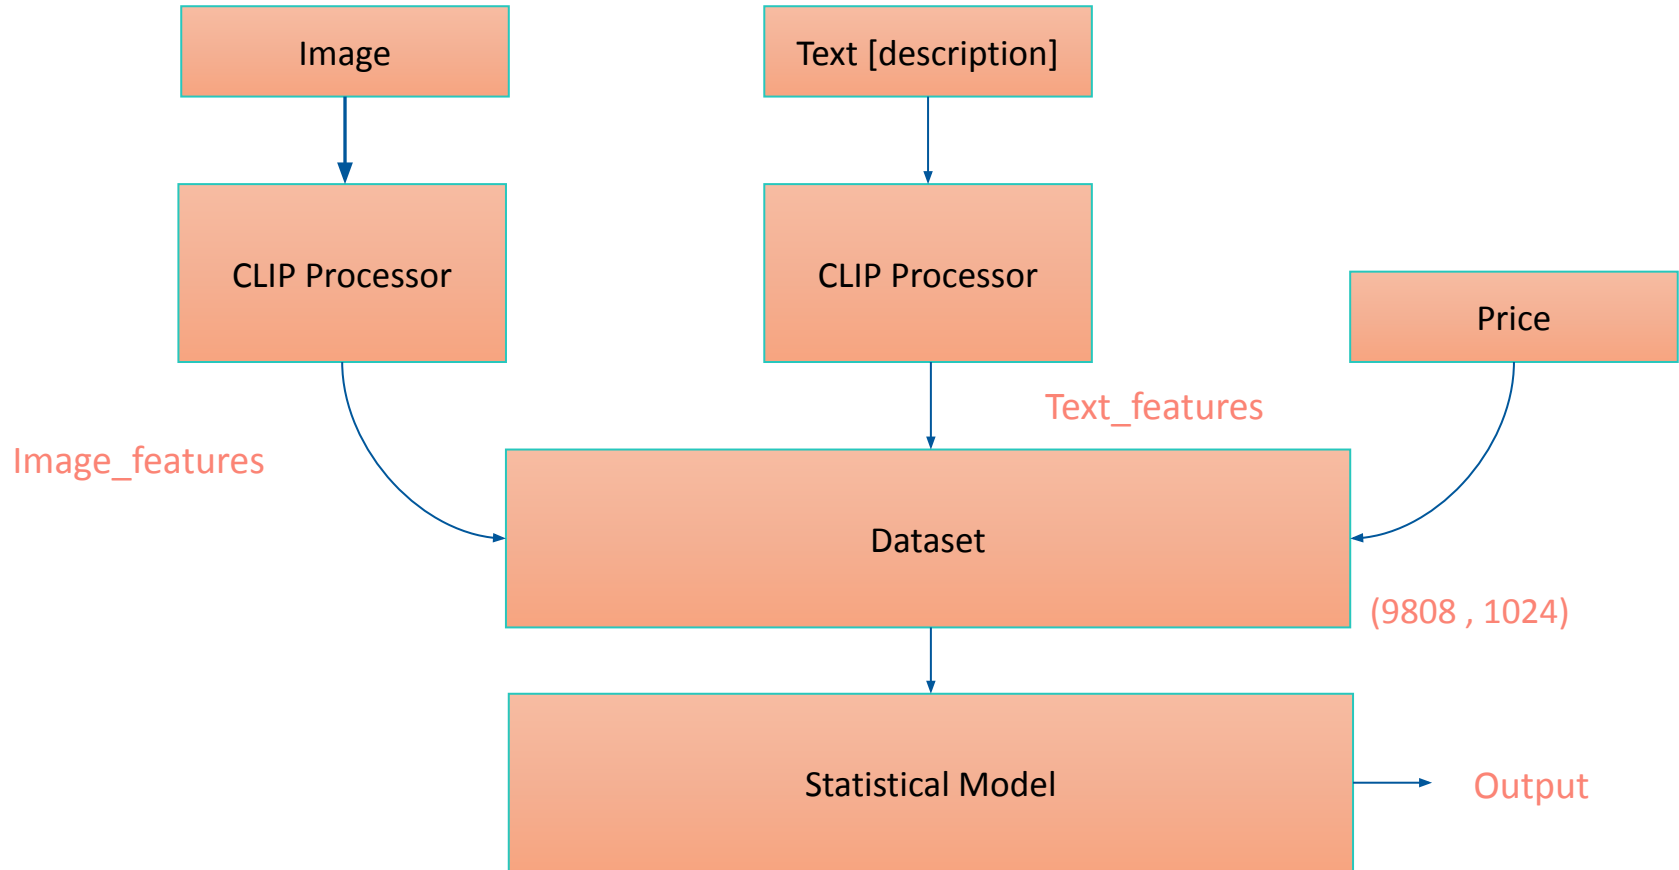 Image
Text [description]
CLIP Processor
CLIP Processor
Price
Text_features
Image_features
Dataset
(9808 , 1024)
Statistical Model
Output